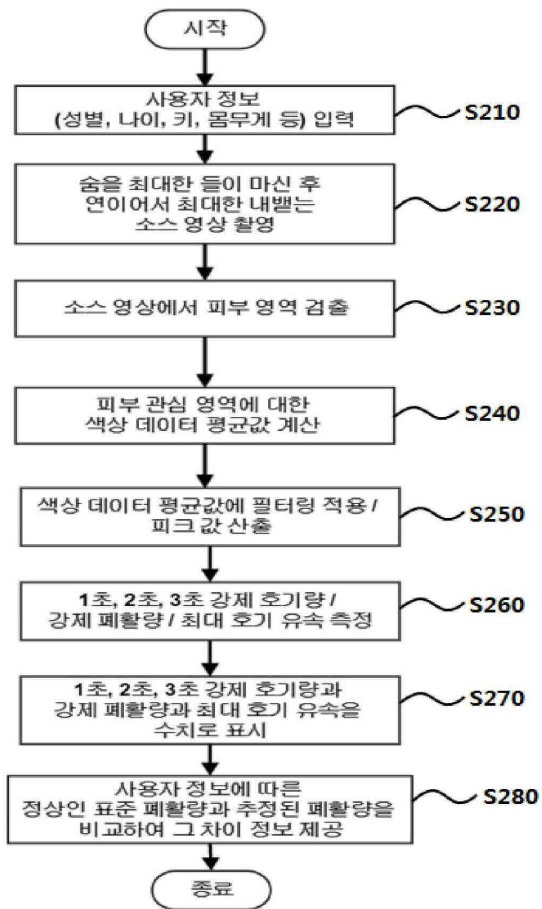 시작
사용자 정보
(성별, 나이, 키, 몸무게 등) 입력
S210
숨을 최대한 들이 마신 후
연이어서 최대한 내뱉는
소스 영상 촬영
S220
소스 영상에서 피부 영역 검출
S230
피부 관심 영역에 대한
색상 데이터 평균값 계산
S240
색상 데이터 평균값에 필터링 적용 /
피크 값 산출
S250
1초, 2초, 3초 강제 호기량 /
강제 폐활량 / 최대 호기 유속 측정
S260
1초, 2초, 3초 강제 호기량과
강제 폐활량과 최대 호기 유속을
수치로 표시
S270
사용자 정보에 따른
정상인 표준 폐활량과 추정된 폐활량을
비교하여 그 차이 정보 제공
S280
종료